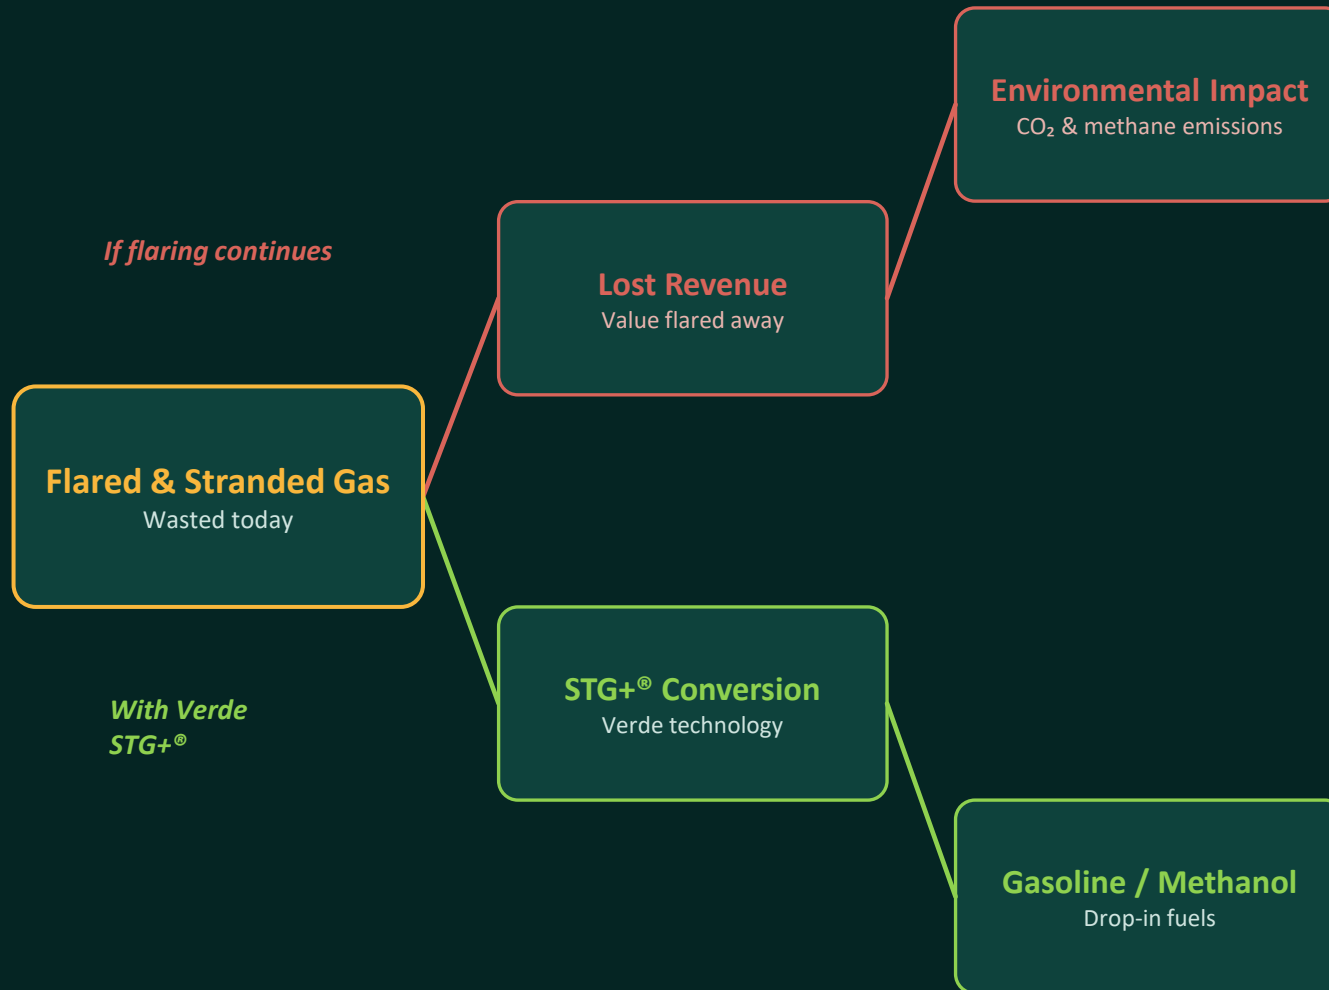 Environmental Impact
CO₂ & methane emissions
If flaring continues
Lost Revenue
Value flared away
Flared & Stranded Gas
Wasted today
With Verde
STG+®
STG+® Conversion
Verde technology
Gasoline / Methanol
Drop-in fuels